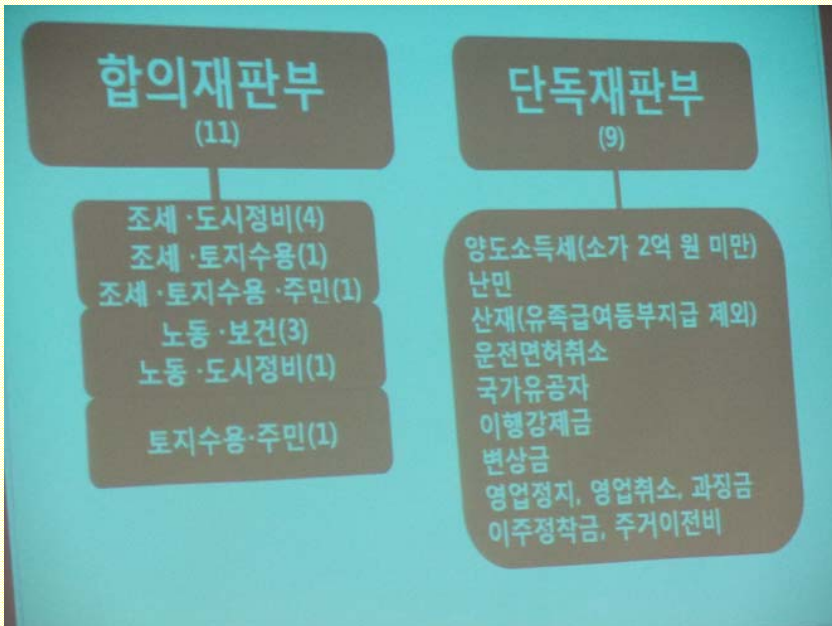 합의재판부
(11)
조세·도시정비(4)
조세·토지수용(1)
조세·토지수용·주민(1)
노동·보건(3)
노동·도시정비(1)
토지수용·주민(1)
단독재판부
(9)
양도소득세(소가 2억 원 미만)
난민
산재(유족급여등부지급 제외)
운전면허취소
국가유공자
이행강제금
변상금
영업정지, 영업취소, 과징금
이주정착금, 주거이전비